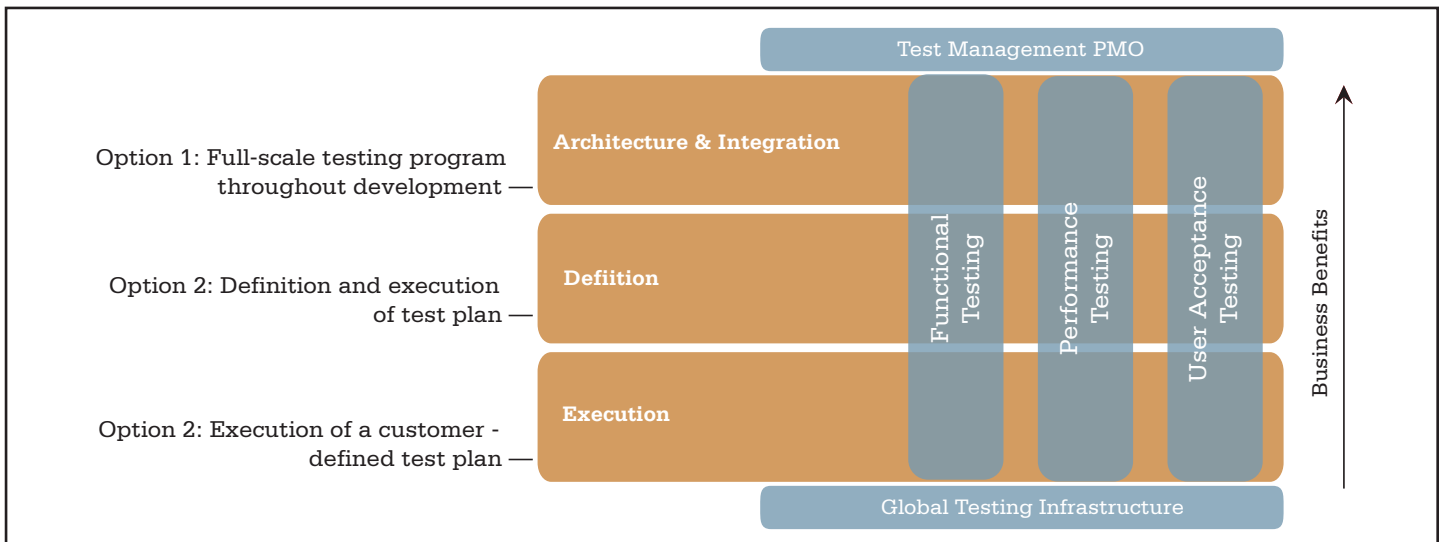 Test Management PMO
Architecture & Integration
Option 1: Full-scale testing program
throughout development
Defiition
Option 2: Definition and execution
of test plan
Execution
Option 2: Execution of a customer -
defined test plan
Functional
Testing
Performance
Testing
User Acceptance
Testing
Business Benefits
Global Testing Infrastructure